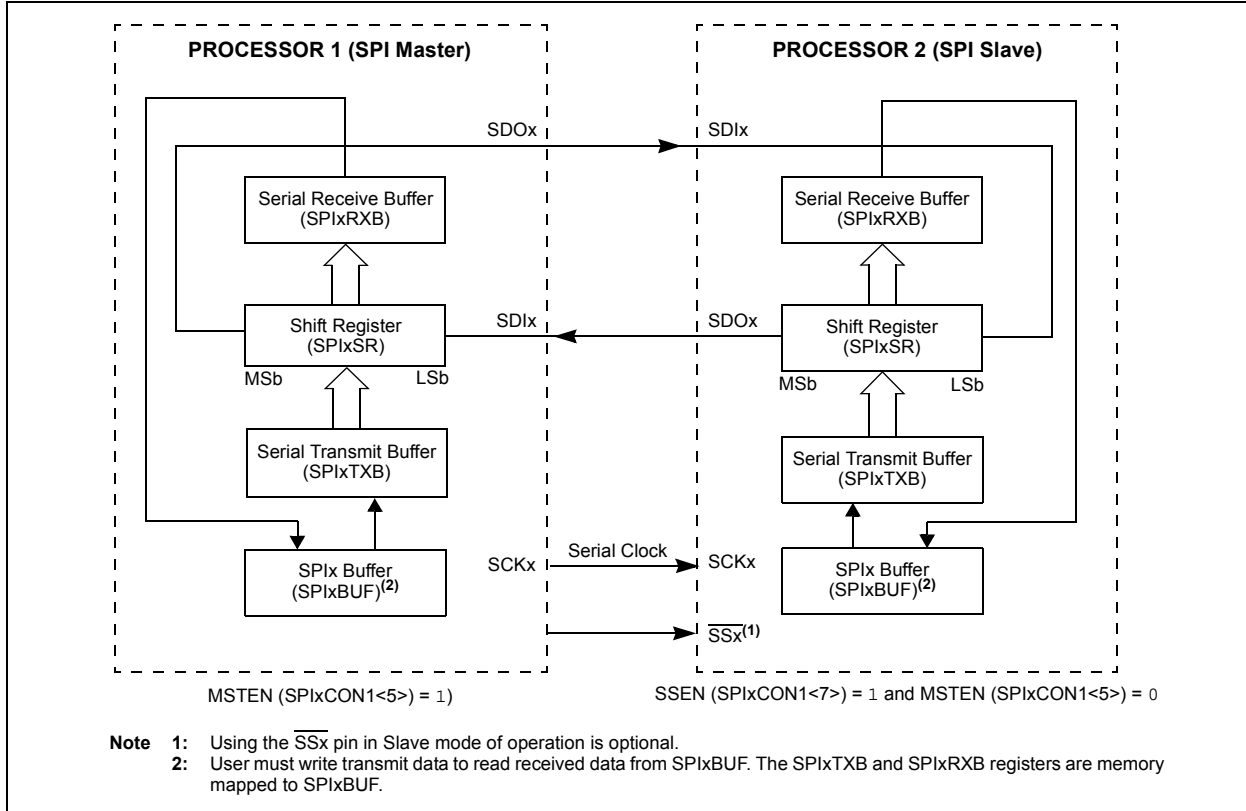 PROCESSOR 1 (SPI Master)
PROCESSOR 2 (SPI Slave)
SDOx
SDIx
Serial Receive Buffer
(SPIxRXB)
Serial Receive Buffer
(SPIxRXB)
Shift Register
(SPIxSR)
SDIx
SDOx
Shift Register
(SPIxSR)
MSb
LSb
MSb
LSb
Serial Transmit Buffer
(SPIxTXB)
Serial Transmit Buffer
(SPIxTXB)
SPIx Buffer
(SPIxBUF)(2)
SCKx
Serial Clock
SCKx
SPIx Buffer
(SPIxBUF)(2)
SSx(1)
MSTEN (SPIxCON1<5>) = 1)
SSEN (SPIxCON1<7>) = 1 and MSTEN (SPIxCON1<5>) = 0
Note 1: Using the SSx pin in Slave mode of operation is optional.
2: User must write transmit data to read received data from SPIxBUF. The SPIxTXB and SPIxRXB registers are memory
mapped to SPIxBUF.